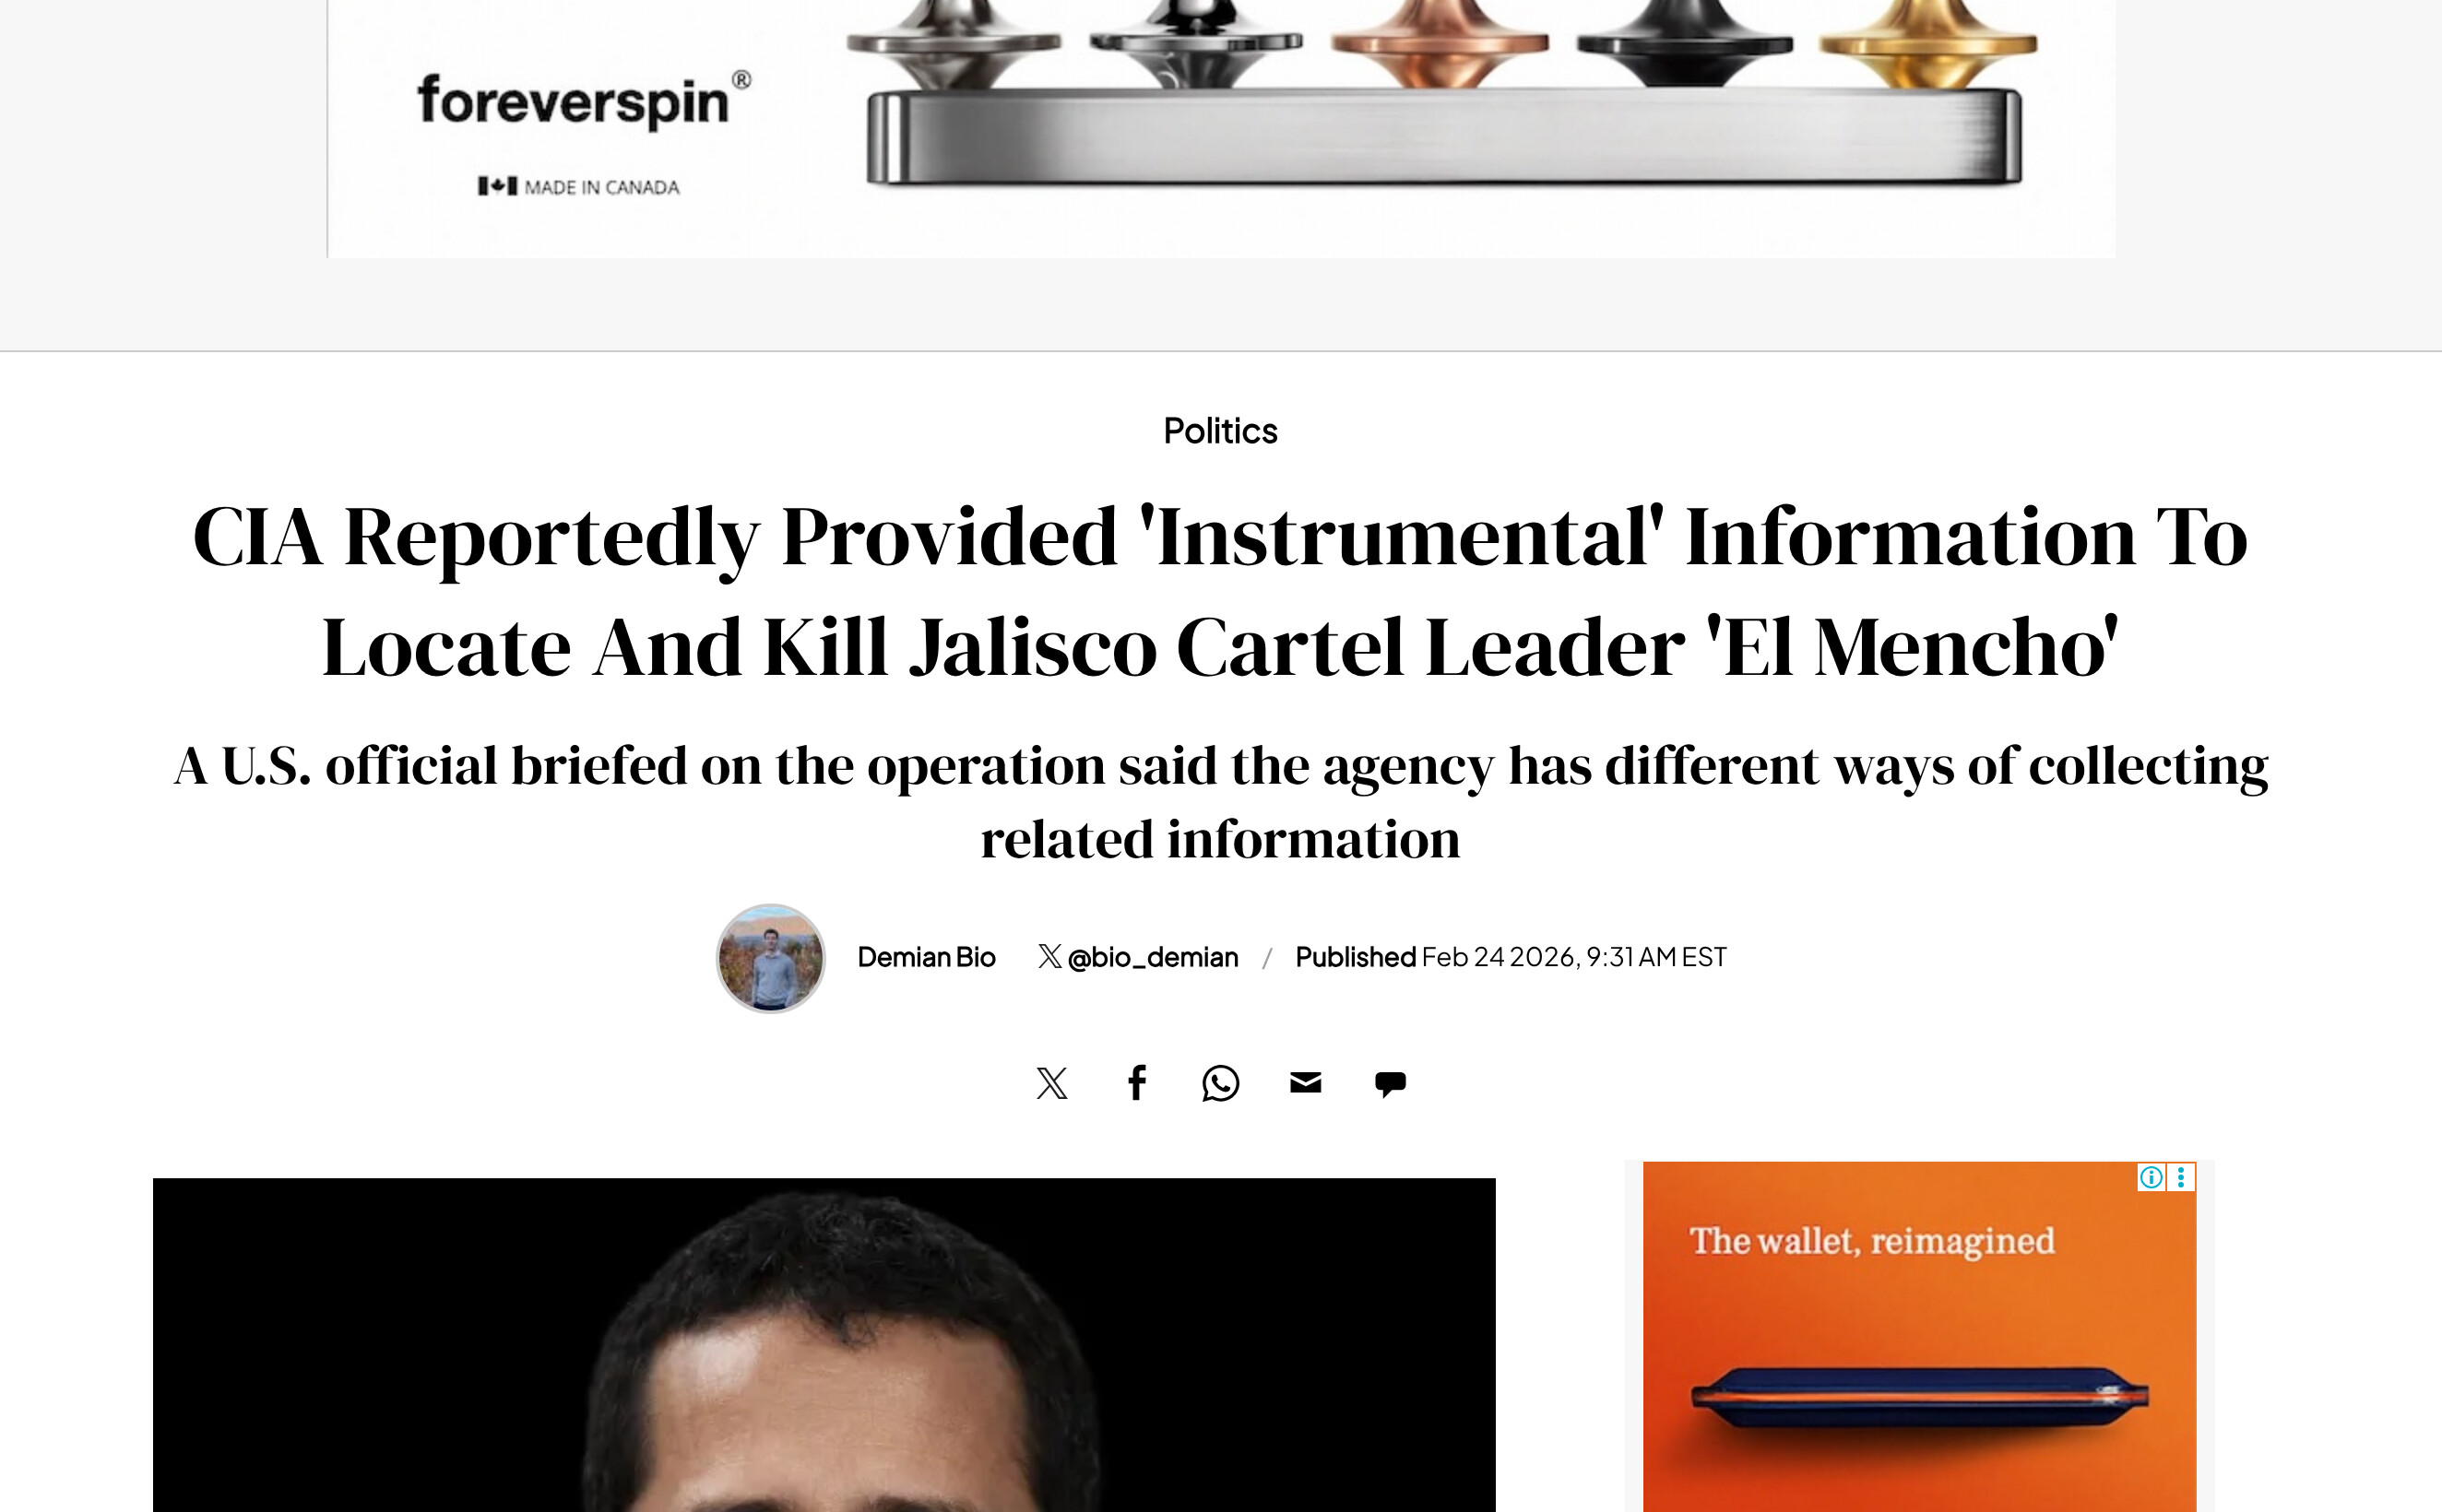 foreverspin®
MADE IN CANADA
Politics
CIA Reportedly Provided 'Instrumental' Information To
Locate And Kill Jalisco Cartel Leader 'El Mencho'
A U.S. official briefed on the operation said the agency has different ways of collecting
related information
Demian Bio 𝕏 @bio_demian / Published Feb 24 2026, 9:31 AM EST
The wallet, reimagined